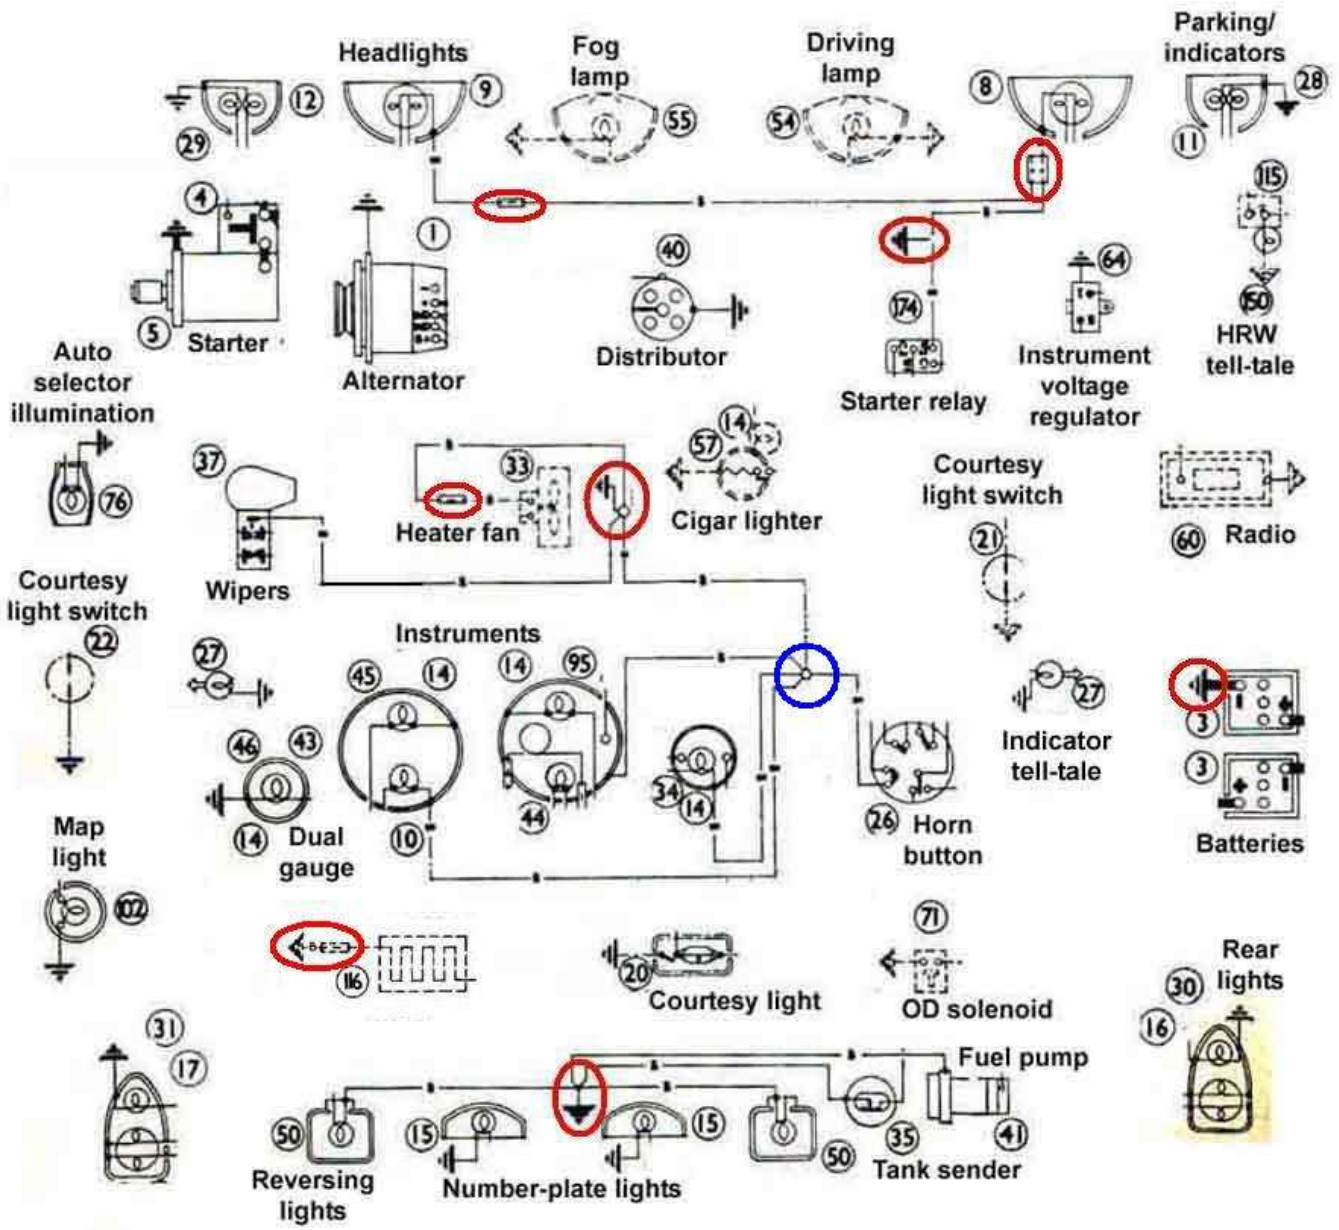 Headlights
Fog
lamp
Driving
lamp
Parking/
indicators
12
9
55
54
8
28
29
11
4
1
40
64
115
5
174
150
Starter
Alternator
Distributor
Starter relay
Instrument
voltage
regulator
HRW
tell-tale
Auto
selector
illumination
37
33
57
14
76
Courtesy
light switch
Heater fan
Cigar lighter
21
60
Radio
Wipers
Courtesy
light switch
22
Instruments
27
45
14
14
95
27
3
46
43
Indicator
tell-tale
3
34
14
44
26
Horn
button
14
Dual
gauge
10
Batteries
Map
light
102
116
20
Courtesy light
71
OD solenoid
Rear
lights
30
16
31
17
Fuel pump
50
15
15
50
35
41
Reversing
lights
Number-plate lights
Tank sender